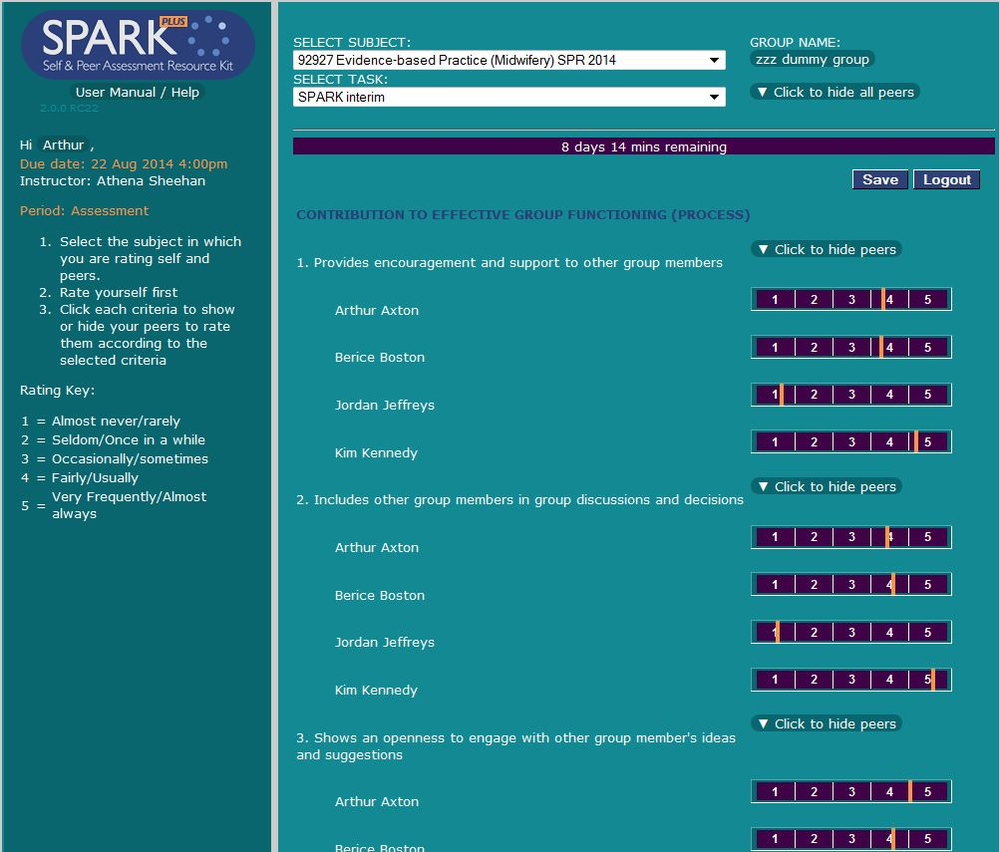 SPARK PLUS
Self & Peer Assessment Resource Kit
User Manual / Help
2.0.0 RC22
Hi Arthur ,
Due date: 22 Aug 2014 4:00pm
Instructor: Athena Sheehan
Period: Assessment
1. Select the subject in which
you are rating self and
peers.
2. Rate yourself first
3. Click each criteria to show
or hide your peers to rate
them according to the
selected criteria
Rating Key:
1 = Almost never/rarely
2 = Seldom/Once in a while
3 = Occasionally/sometimes
4 = Fairly/Usually
5 = Very Frequently/Almost
always
SELECT SUBJECT:
92927 Evidence-based Practice (Midwifery) SPR 2014
SELECT TASK:
SPARK interim
GROUP NAME:
zzz dummy group
▼ Click to hide all peers
8 days 14 mins remaining
Save Logout
CONTRIBUTION TO EFFECTIVE GROUP FUNCTIONING (PROCESS)
▼ Click to hide peers
1. Provides encouragement and support to other group members
Arthur Axton 1 2 3 4 5
Berice Boston 1 2 3 4 5
Jordan Jeffreys 1 2 3 4 5
Kim Kennedy 1 2 3 4 5
▼ Click to hide peers
2. Includes other group members in group discussions and decisions
Arthur Axton 1 2 3 4 5
Berice Boston 1 2 3 4 5
Jordan Jeffreys 1 2 3 4 5
Kim Kennedy 1 2 3 4 5
▼ Click to hide peers
3. Shows an openness to engage with other group member's ideas
and suggestions
Arthur Axton 1 2 3 4 5
Berice Boston 1 2 3 4 5